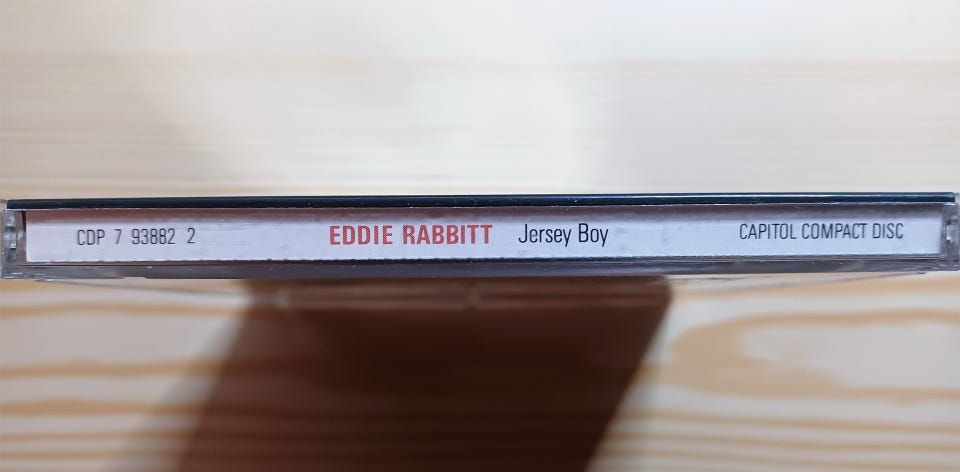 CDP 7 93882 2 EDDIE RABBITT Jersey Boy CAPITOL COMPACT DISC